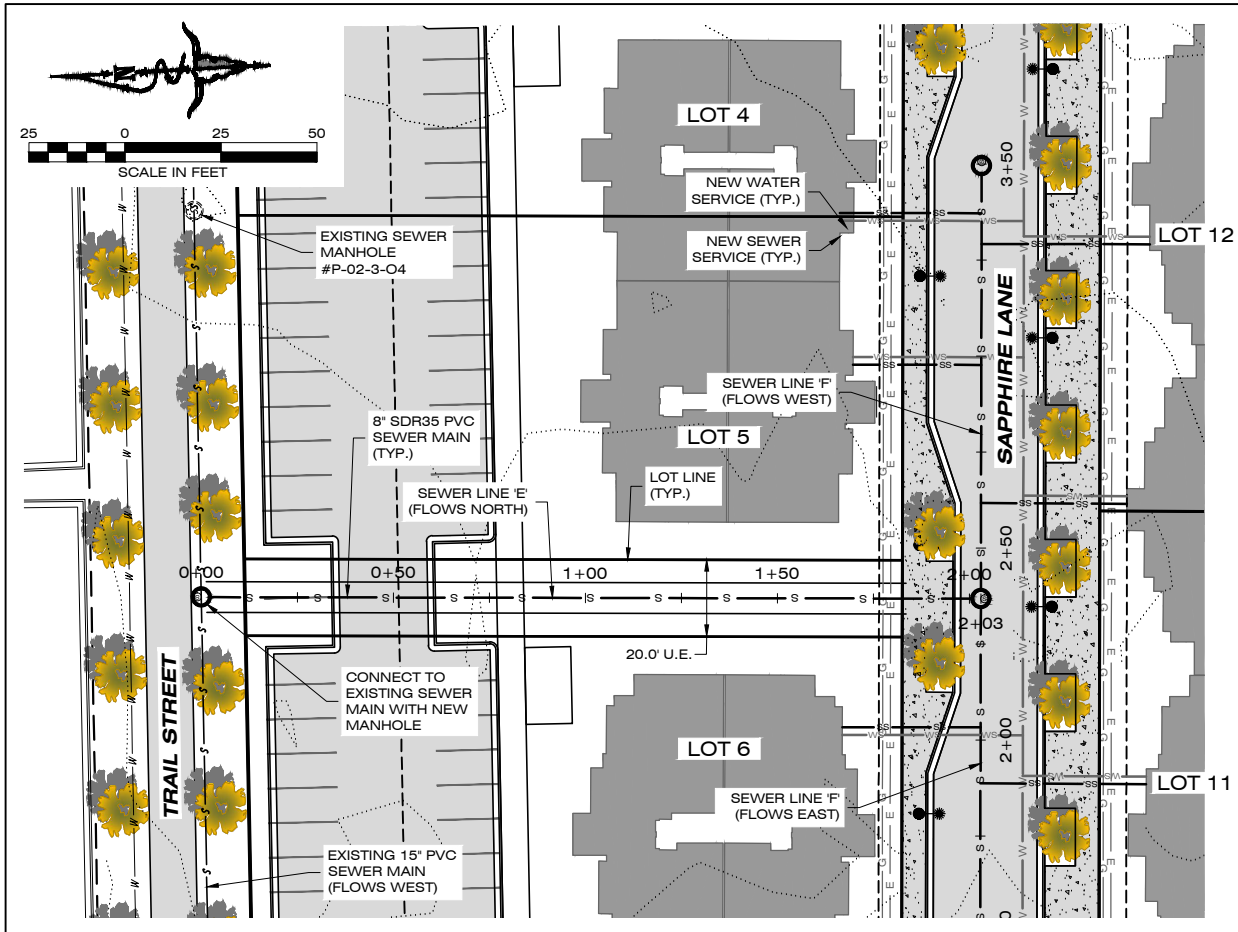 N
25 0 25 50
SCALE IN FEET
EXISTING SEWER
MANHOLE
#P-02-3-O4
LOT 4
NEW WATER
SERVICE (TYP.)
NEW SEWER
SERVICE (TYP.)
3+50
LOT 12
SAPPHIRE LANE
SEWER LINE 'F'
(FLOWS WEST)
8" SDR35 PVC
SEWER MAIN
(TYP.)
LOT 5
LOT LINE
(TYP.)
SEWER LINE 'E'
(FLOWS NORTH)
2+50
0+00
0+50
1+00
1+50
2+00
2+03
20.0' U.E.
CONNECT TO
EXISTING SEWER
MAIN WITH NEW
MANHOLE
TRAIL STREET
LOT 6
2+00
LOT 11
SEWER LINE 'F'
(FLOWS EAST)
EXISTING 15" PVC
SEWER MAIN
(FLOWS WEST)